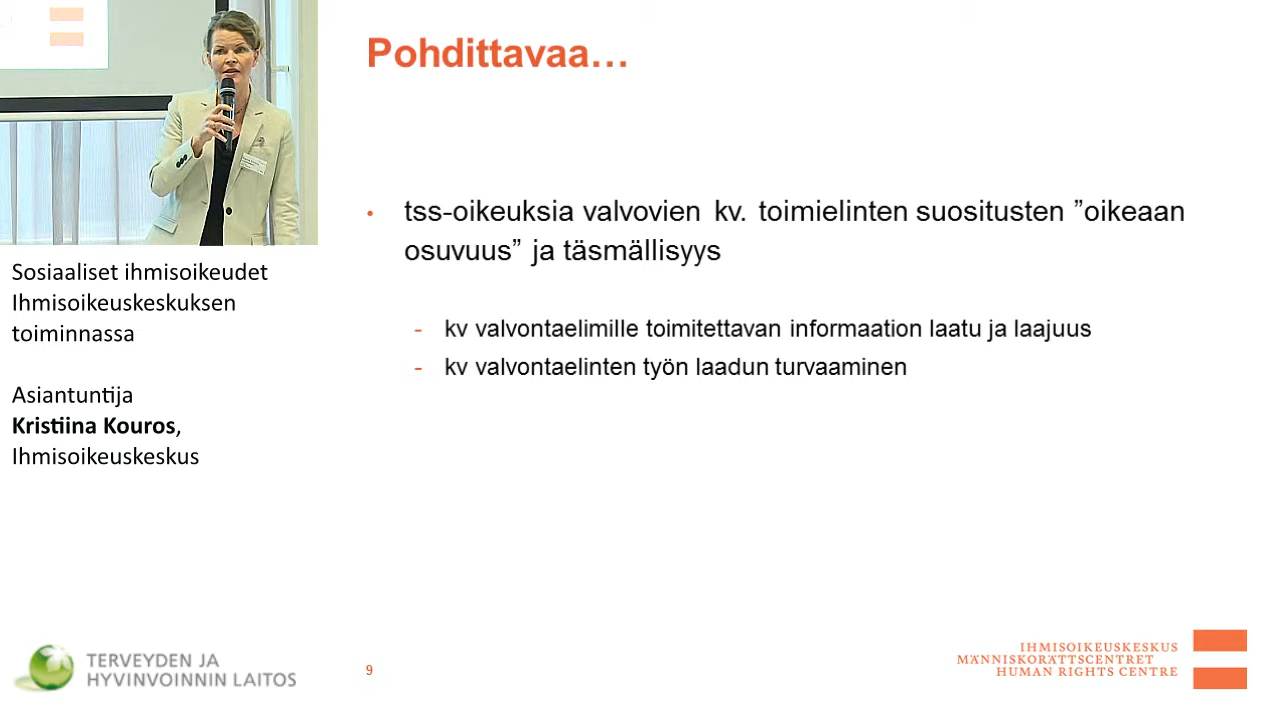 Pohdittavaa…
• tss-oikeuksia valvovien kv. toimielinten suositusten ”oikeaan
osuvuus” ja täsmällisyys
- kv valvontaelimille toimitettavan informaation laatu ja laajuus
- kv valvontaelinten työn laadun turvaaminen
Sosiaaliset ihmisoikeudet
Ihmisoikeuskeskuksen
toiminnassa
Asiantuntija
Kristiina Kouros,
Ihmisoikeuskeskus
TERVEYDEN JA
HYVINVOINNIN LAITOS
9
IHMISOIKEUSKESKUS
MÄNNISKORÄTTSCENTRET
HUMAN RIGHTS CENTRE